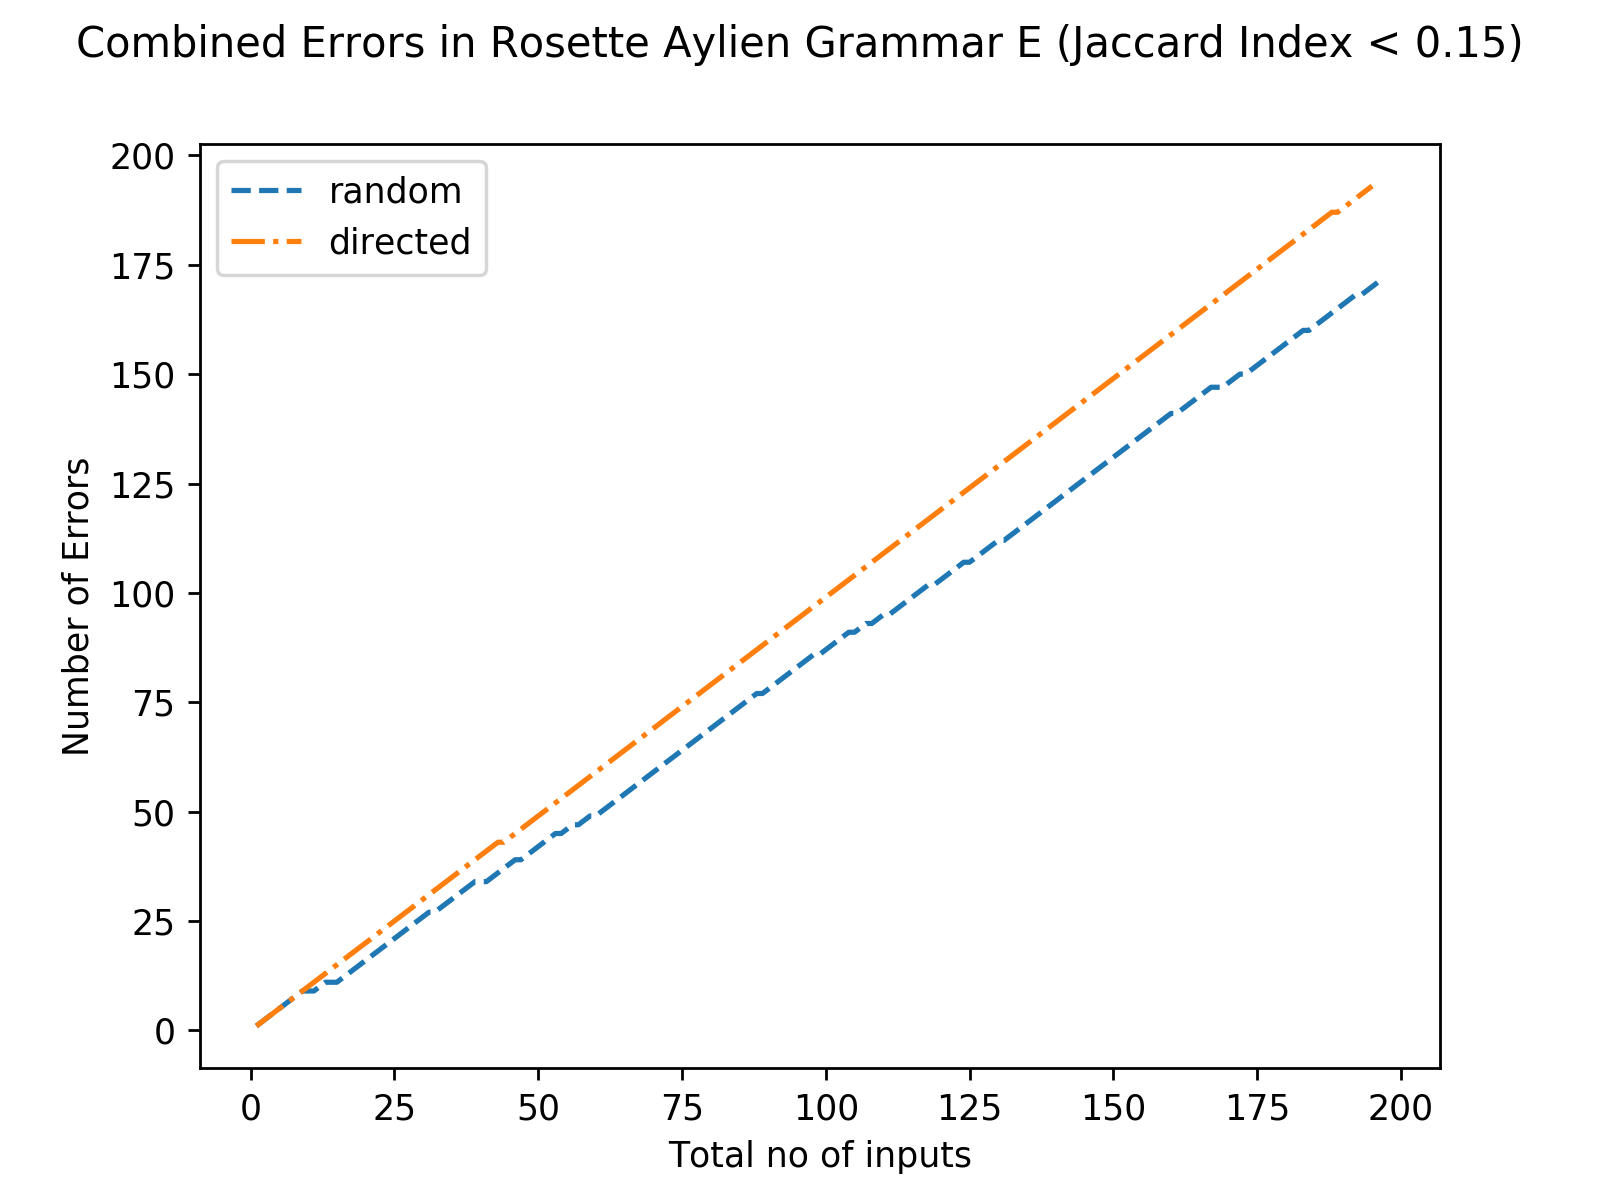 Combined Errors in Rosette Aylien Grammar E (Jaccard Index < 0.15)
random
directed
200
175
150
125
100
75
50
25
0
Number of Errors
0 25 50 75 100 125 150 175 200
Total no of inputs